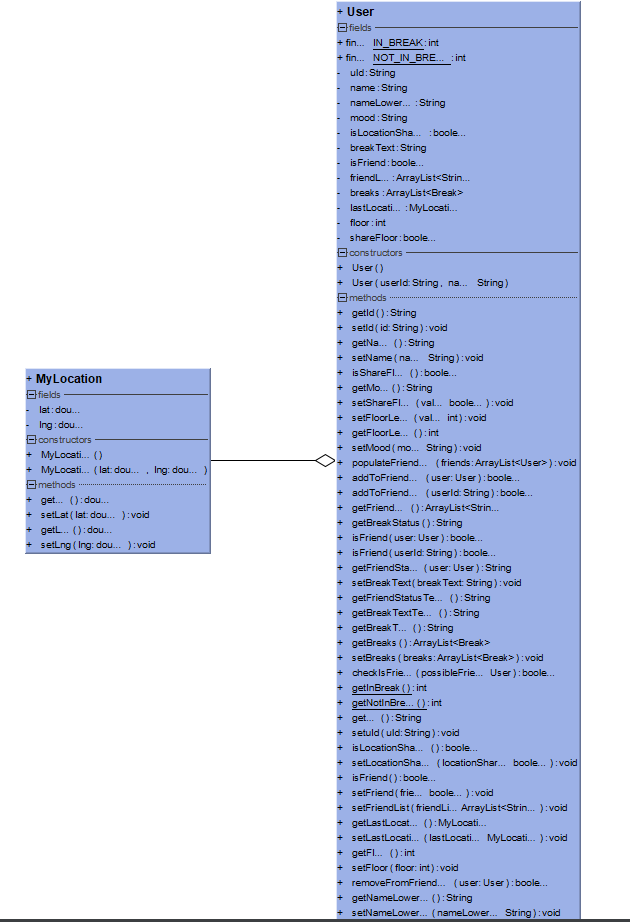 + User
fields
+ fin... IN_BREAK : int
+ fin... NOT_IN_BRE... : int
- uId : String
- name : String
- nameLower... : String
- mood : String
- isLocationSha... : boole...
- breakText : String
- isFriend : boole...
- friendL... : ArrayList<Strin...
- breaks : ArrayList<Break>
- lastLocati... : MyLocati...
- floor : int
- shareFloor : boole...
constructors
+ User ( )
+ User ( userId : String , na... String )
methods
+ getId ( ) : String
+ setId ( id : String ) : void
+ getNa... ( ) : String
+ setName ( na... String ) : void
+ isShareFl... ( ) : boole...
+ getMo... ( ) : String
+ setShareFl... ( val... boole... ) : void
+ setFloorLe... ( val... int ) : void
+ getFloorLe... ( ) : int
+ setMood ( mo... String ) : void
+ populateFriend... ( friends : ArrayList<User> ) : void
+ addToFriend... ( user : User ) : boole...
+ addToFriend... ( userId : String ) : boole...
+ getFriend... ( ) : ArrayList<Strin...
+ getBreakStatus ( ) : String
+ isFriend ( user : User ) : boole...
+ isFriend ( userId : String ) : boole...
+ getFriendSta... ( user : User ) : String
+ setBreakText ( breakText : String ) : void
+ getFriendStatusTe... ( ) : String
+ getBreakTextTe... ( ) : String
+ getBreakT... ( ) : String
+ getBreaks ( ) : ArrayList<Break>
+ setBreaks ( breaks : ArrayList<Break> ) : void
+ checkIsFrie... ( possibleFrie... User ) : boole...
+ getInBreak ( ) : int
+ getNotInBre... ( ) : int
+ get... ( ) : String
+ setuId ( uId : String ) : void
+ isLocationSha... ( ) : boole...
+ setLocationSha... ( locationShar... boole... ) : void
+ isFriend ( ) : boole...
+ setFriend ( frie... boole... ) : void
+ setFriendList ( friendLi... ArrayList<Strin... ) : void
+ getLastLocat... ( ) : MyLocati...
+ setLastLocati... ( lastLocati... MyLocati... ) : void
+ getFl... ( ) : int
+ setFloor ( floor : int ) : void
+ removeFromFriend... ( user : User ) : boole...
+ getNameLower... ( ) : String
+ setNameLower... ( nameLower... String ) : void
+ MyLocation
fields
- lat : dou...
- lng : dou...
constructors
+ MyLocati... ( )
+ MyLocati... ( lat : dou... , lng : dou... )
methods
+ get... ( ) : dou...
+ setLat ( lat : dou... ) : void
+ getL... ( ) : dou...
+ setLng ( lng : dou... ) : void